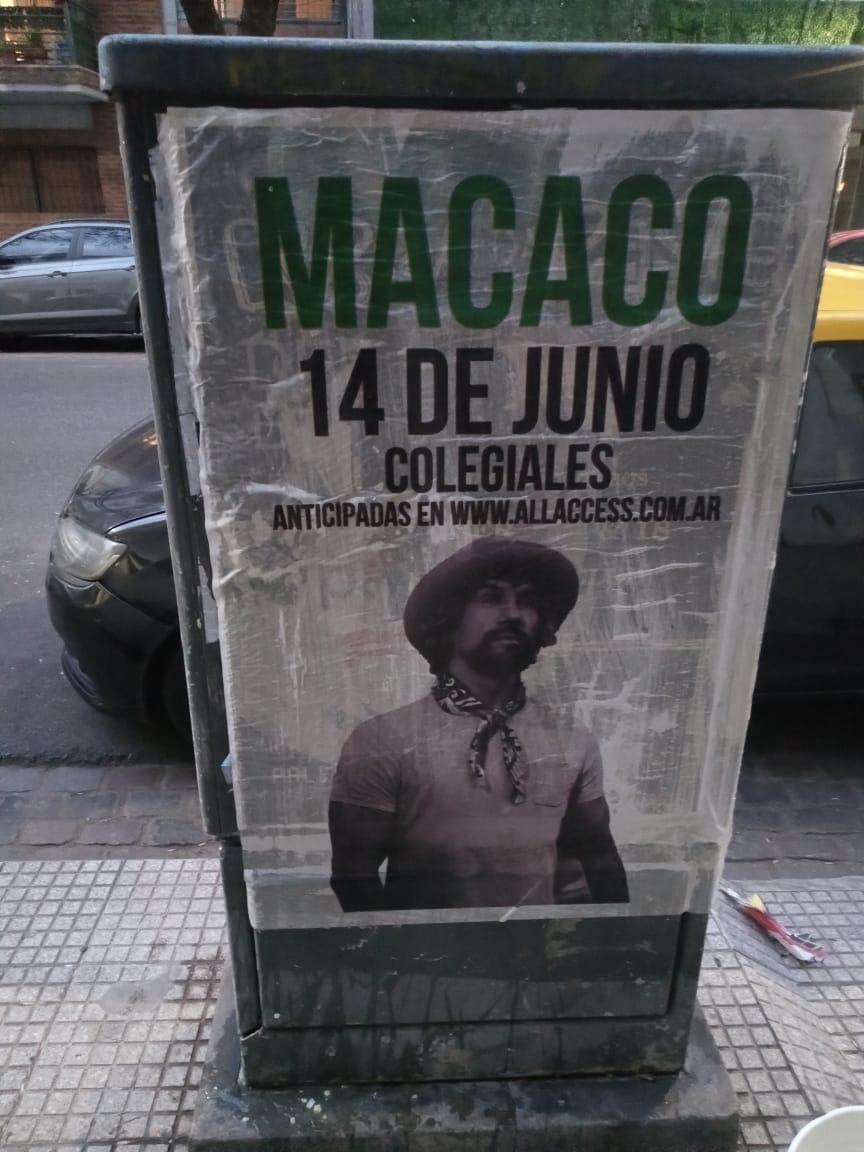 MACACO
14 DE JUNIO
COLEGIALES
ANTICIPADAS EN WWW.ALLACCESS.COM.AR